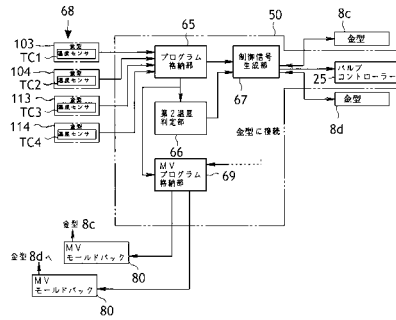 68
65
50
8c
103
金型
温度センサ
TC1
プログラム
格納部
制御信号
生成部
金型
104
金型
温度センサ
TC2
67
25
バルブ
コントローラー
113
金型
温度センサ
TC3
第2温度
判定部
金型
8d
114
金型
温度センサ
TC4
66
金型に接続
MV
プログラム
格納部
69
金型 8c
MV
モールドパック
80
金型 8dへ
MV
モールドパック
80